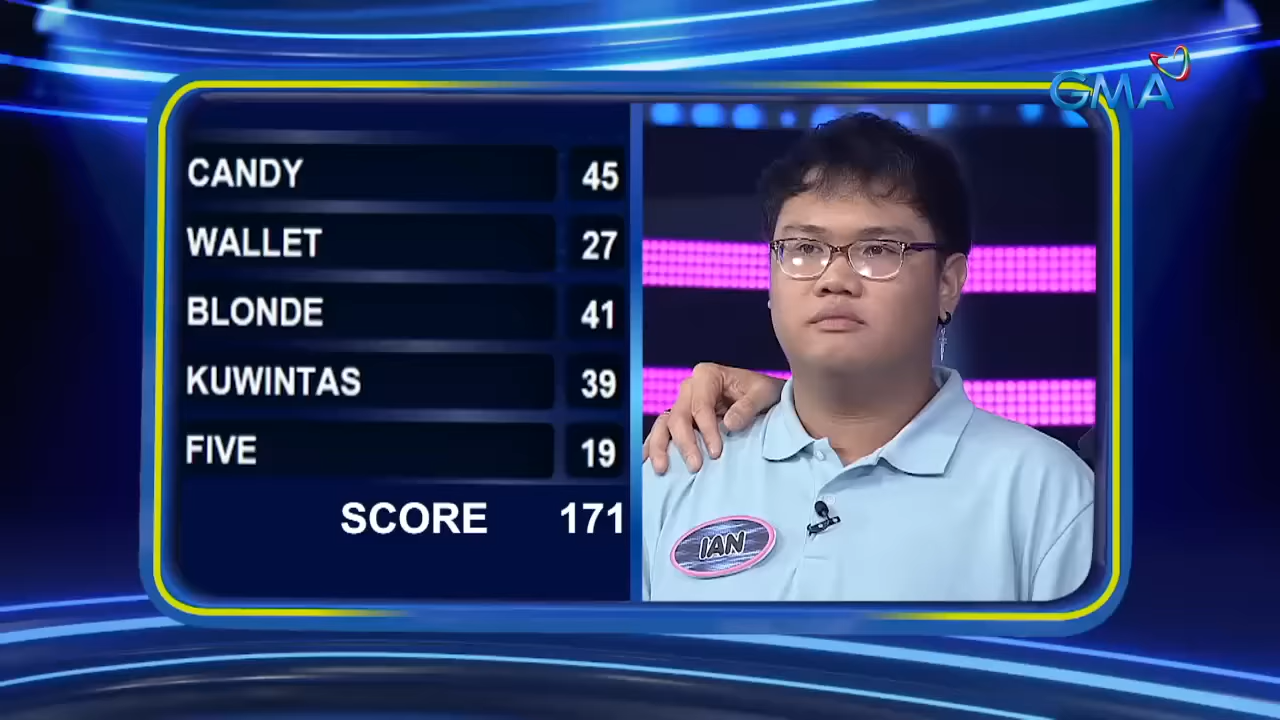 GMA
CANDY 45
WALLET 27
BLONDE 41
KUWINTAS 39
FIVE 19
SCORE 171
IAN